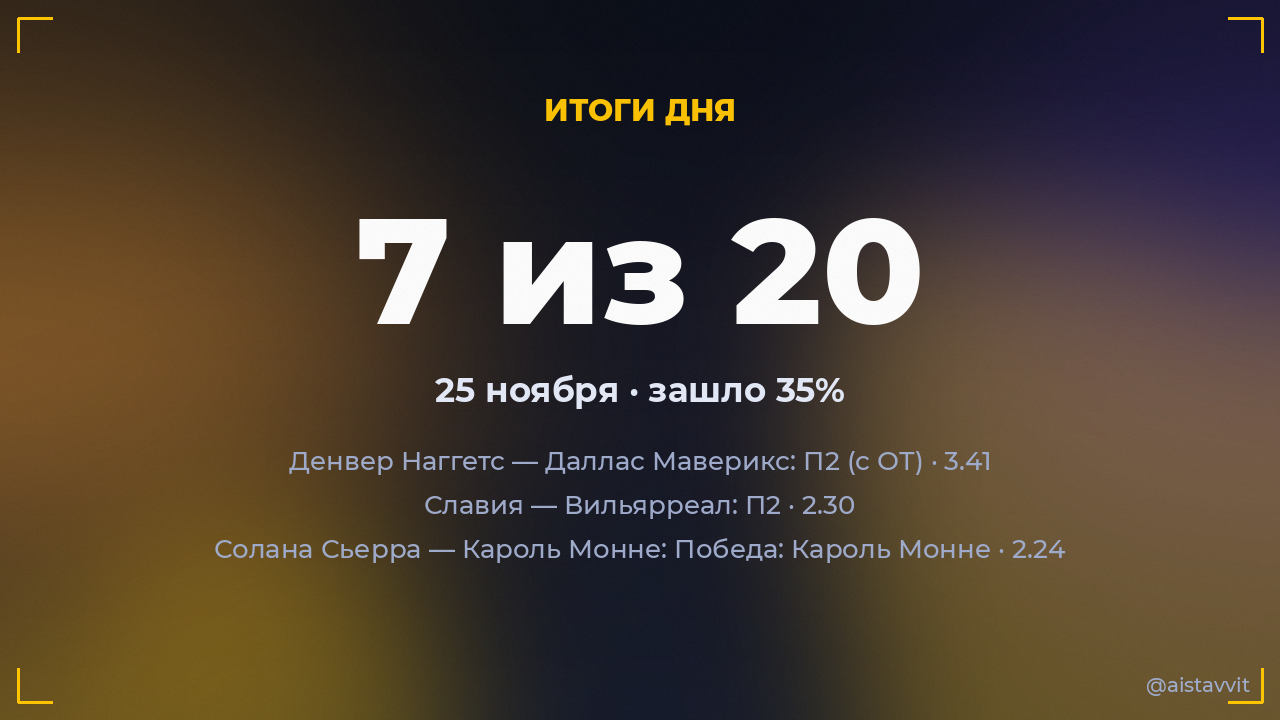 ИТОГИ ДНЯ
7 из 20
25 ноября · зашло 35%
Денвер Наггетс — Даллас Маверикс: П2 (с ОТ) · 3.41
Славия — Вильярреал: П2 · 2.30
Солана Сьерра — Кароль Монне: Победа: Кароль Монне · 2.24
@aistavvit